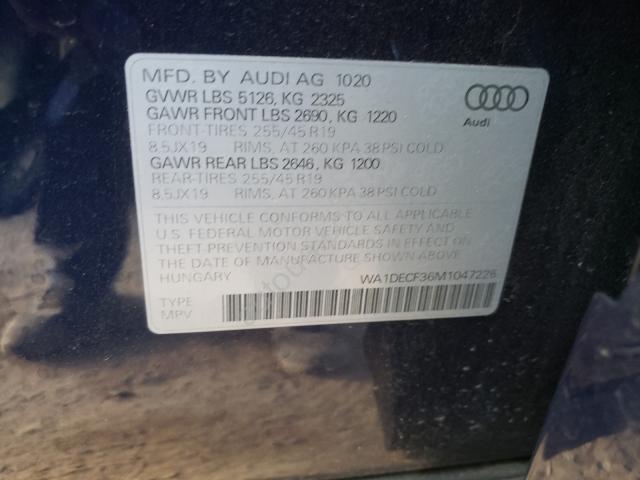 MFD. BY AUDI AG 1020
GVWR LBS 5126, KG 2325
GAWR FRONT LBS 2690, KG 1220
FRONT-TIRES 255/45 R19
8.5JX19 RIMS, AT 260 KPA 38 PSI COLD
GAWR REAR LBS 2646, KG 1200
REAR-TIRES 255/45 R19
8.5JX19 RIMS, AT 260 KPA 38 PSI COLD
Audi
THIS VEHICLE CONFORMS TO ALL APPLICABLE
U.S. FEDERAL MOTOR VEHICLE SAFETY AND
THEFT-PREVENTION STANDARDS IN EFFECT ON
THE DATE OF MANUFACTURE SHOWN ABOVE
HUNGARY WA1DECF36M1047226
TYPE
MPV